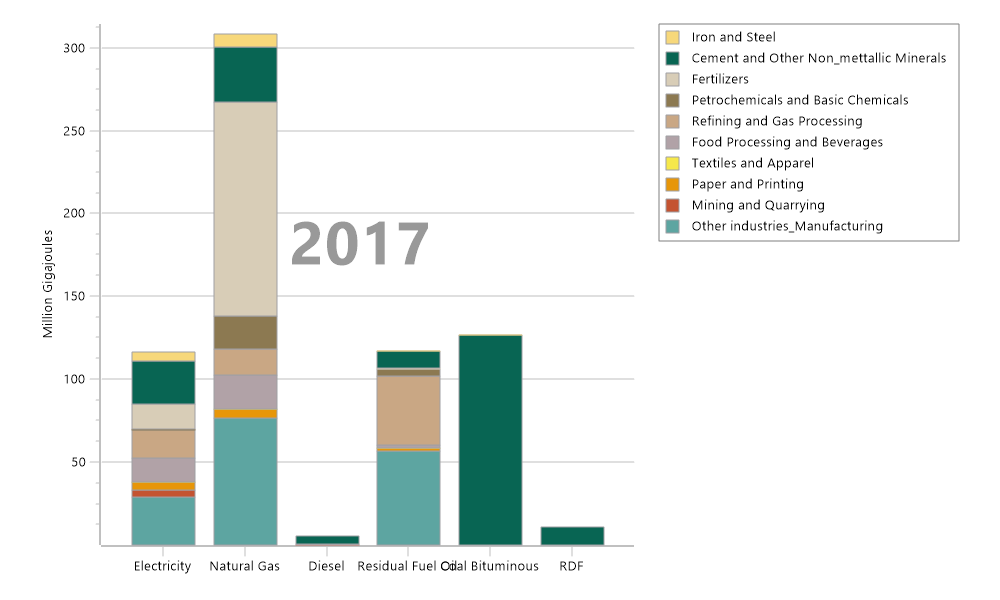 300
250
200
150
100
50
Million Gigajoules
2017
Electricity
Natural Gas
Diesel
Residual Fuel Oil
Coal Bituminous
RDF
Iron and Steel
Cement and Other Non_mettallic Minerals
Fertilizers
Petrochemicals and Basic Chemicals
Refining and Gas Processing
Food Processing and Beverages
Textiles and Apparel
Paper and Printing
Mining and Quarrying
Other industries_Manufacturing